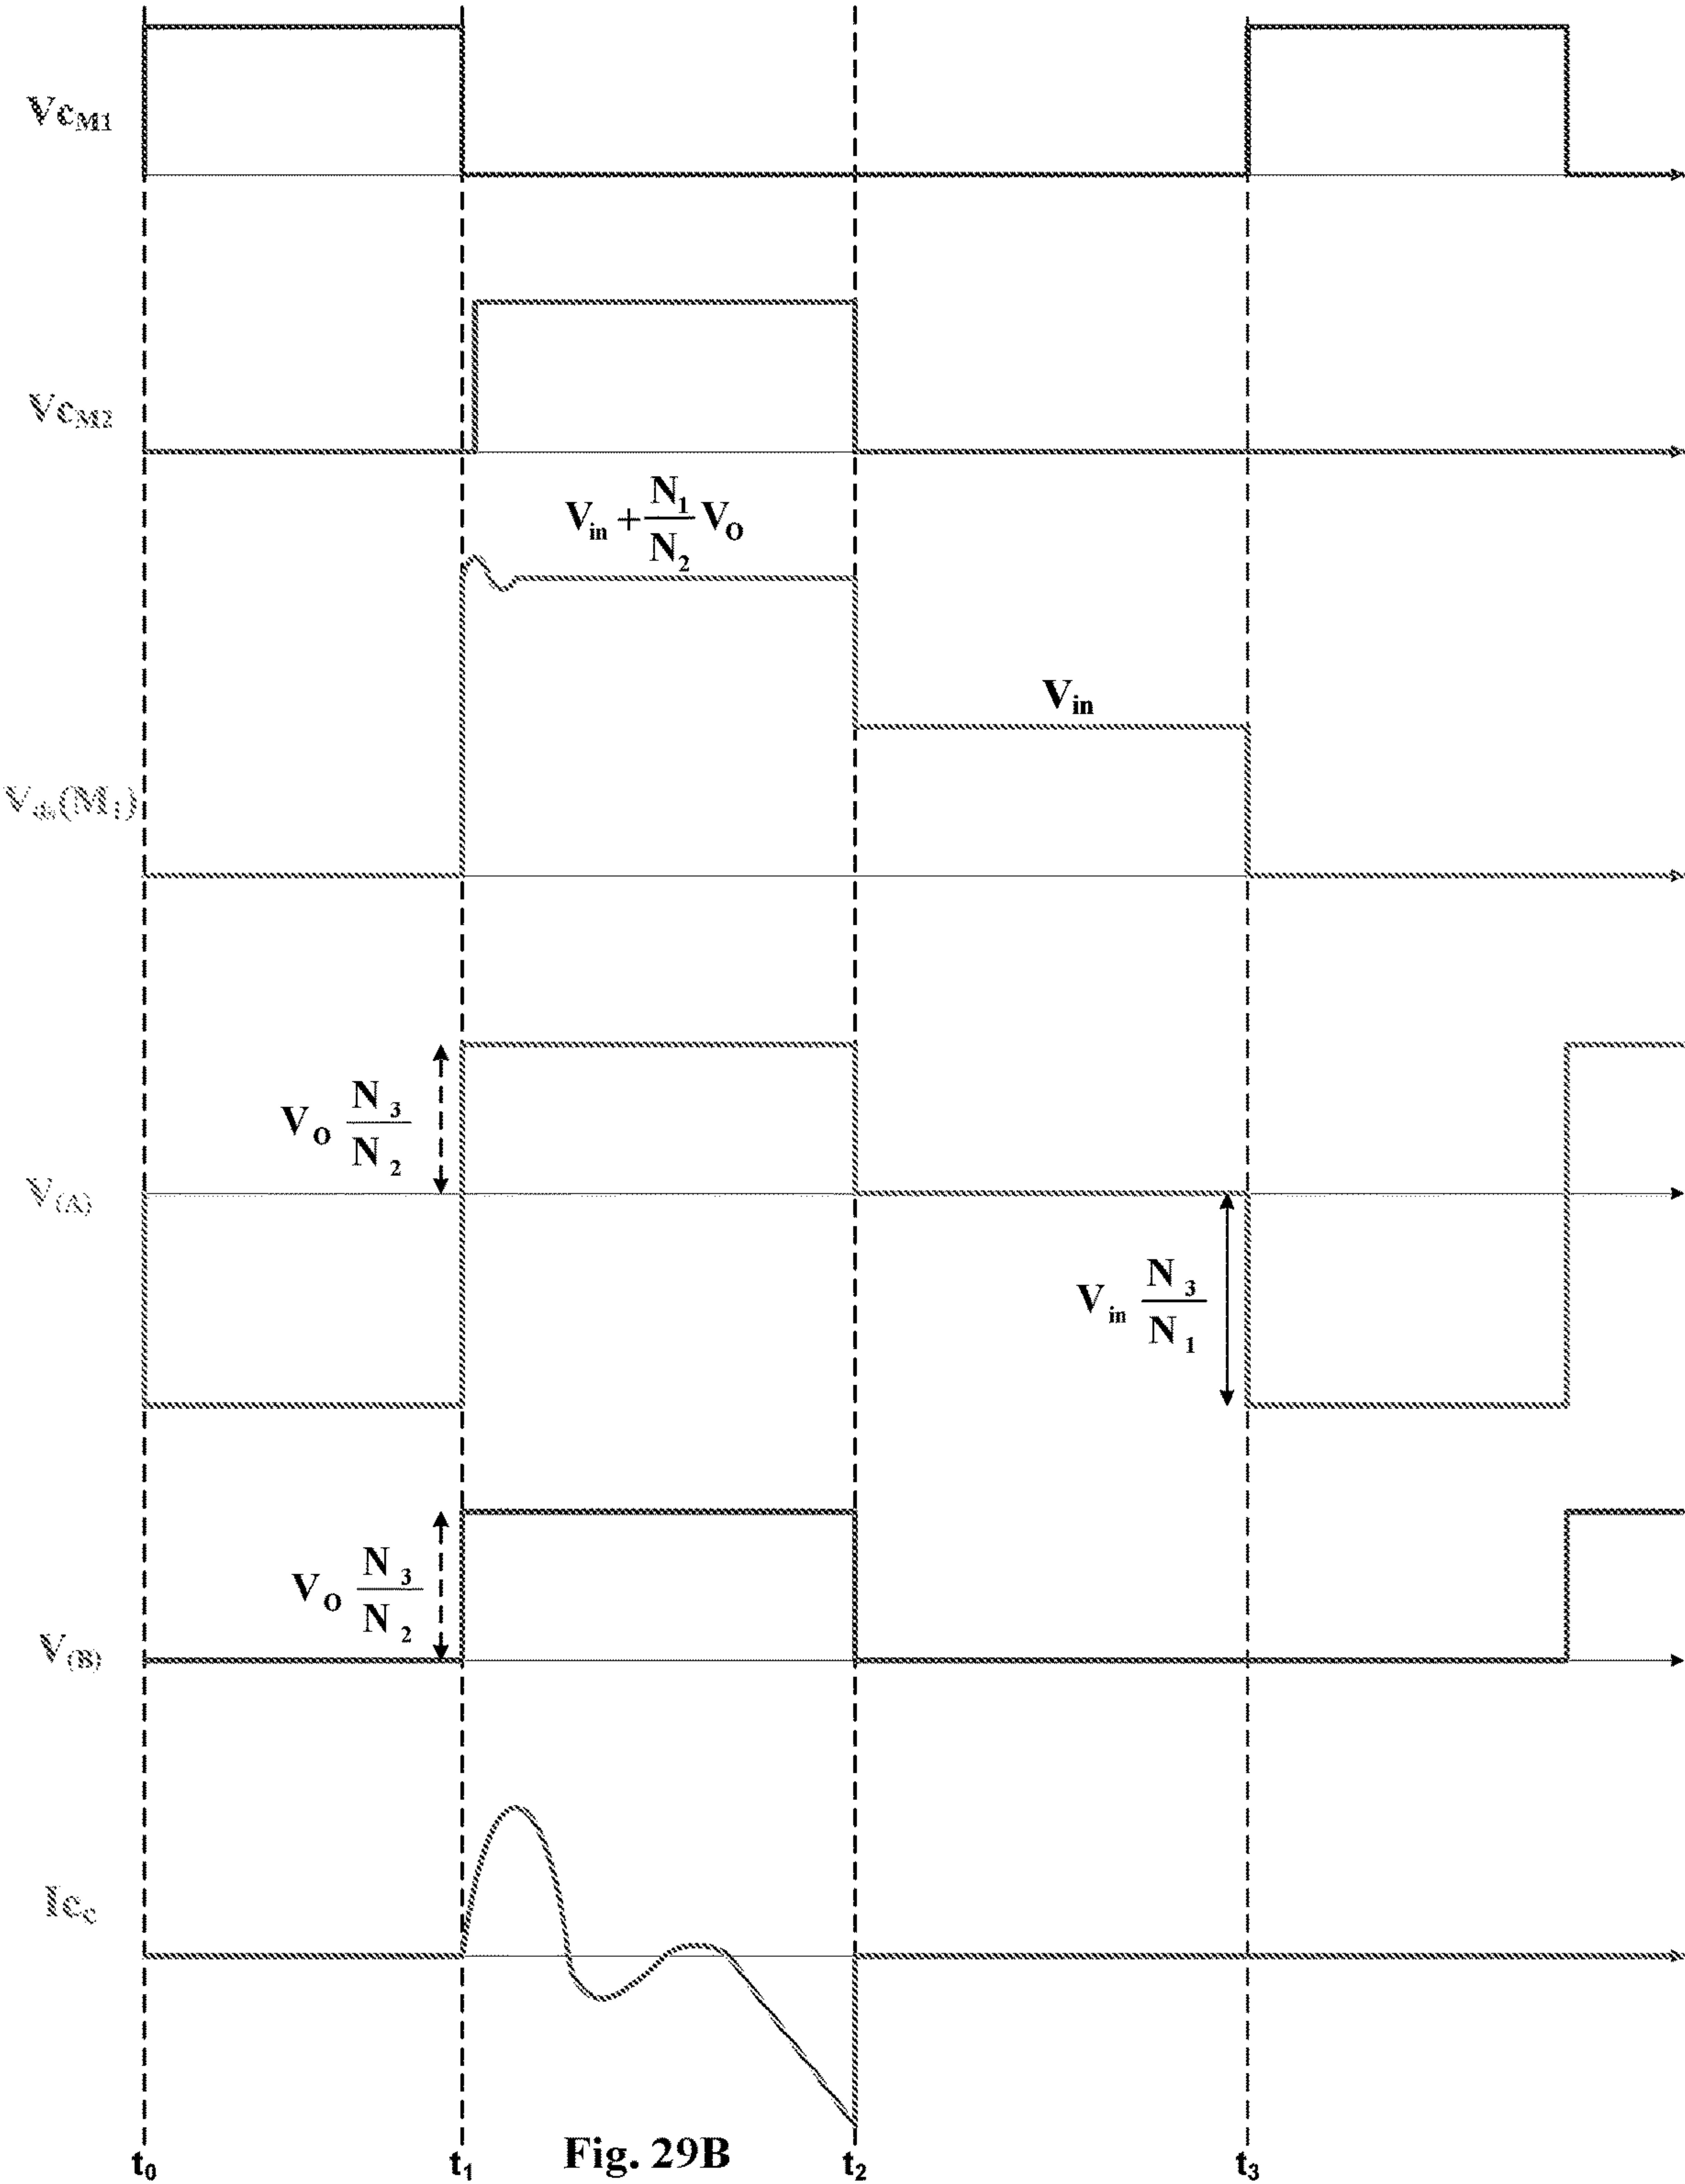 Vc_M1
Vc_M2
V_in + N_1/N_2 V_O
V_in
V_ds(M_1)
V_O N_3/N_2
V_(A)
V_in N_3/N_1
V_O N_3/N_2
V_(B)
Ic_c
Fig. 29B
t_0 t_1 t_2 t_3